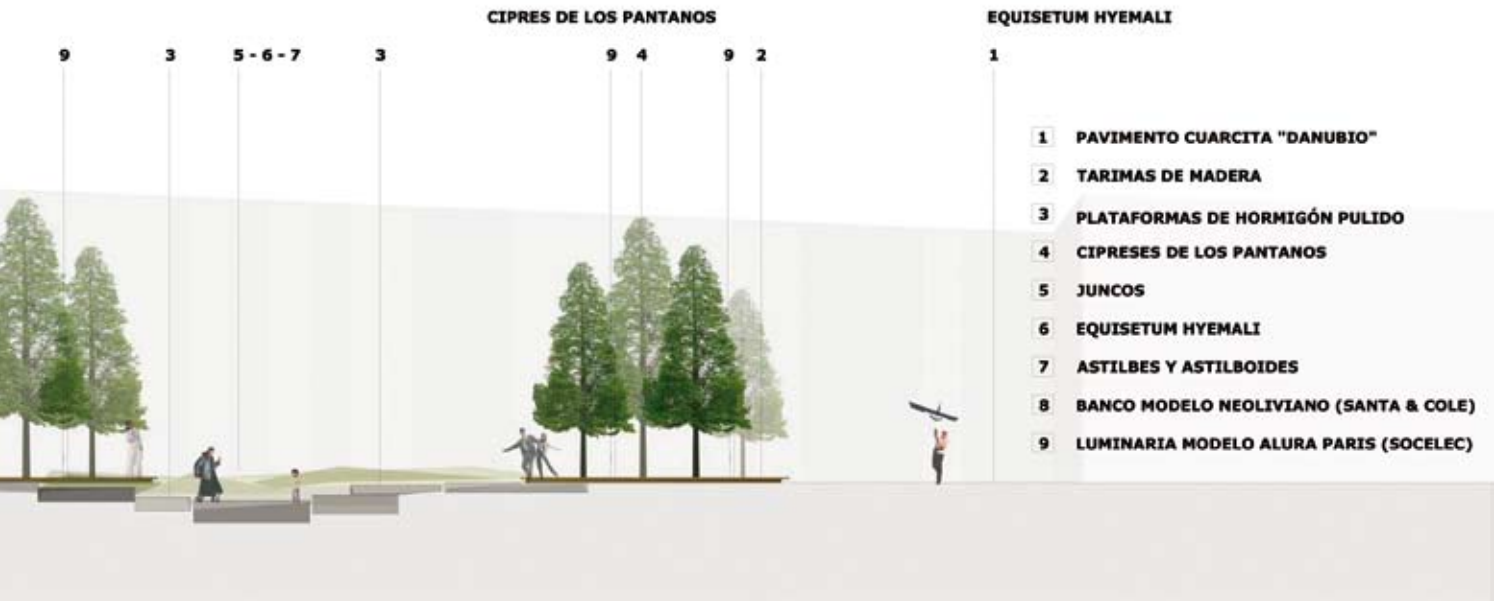 CIPRES DE LOS PANTANOS EQUISETUM HYEMALI
9 3 5 - 6 - 7 3 9 4 9 2 1
1 PAVIMENTO CUARCITA "DANUBIO"
2 TARIMAS DE MADERA
3 PLATAFORMAS DE HORMIGÓN PULIDO
4 CIPRESES DE LOS PANTANOS
5 JUNCOS
6 EQUISETUM HYEMALI
7 ASTILBES Y ASTILBOIDES
8 BANCO MODELO NEOLIVIANO (SANTA & COLE)
9 LUMINARIA MODELO ALURA PARIS (SOCELEC)